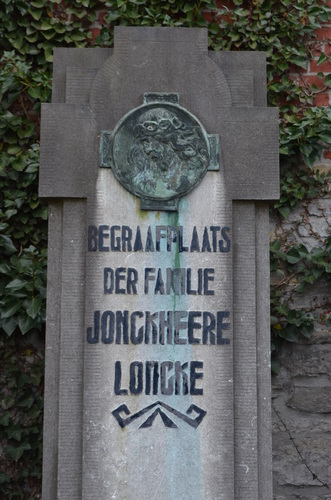 BEGRAAFPLAATS
DER FAMILIE
JONCKHEERE
LONCKE